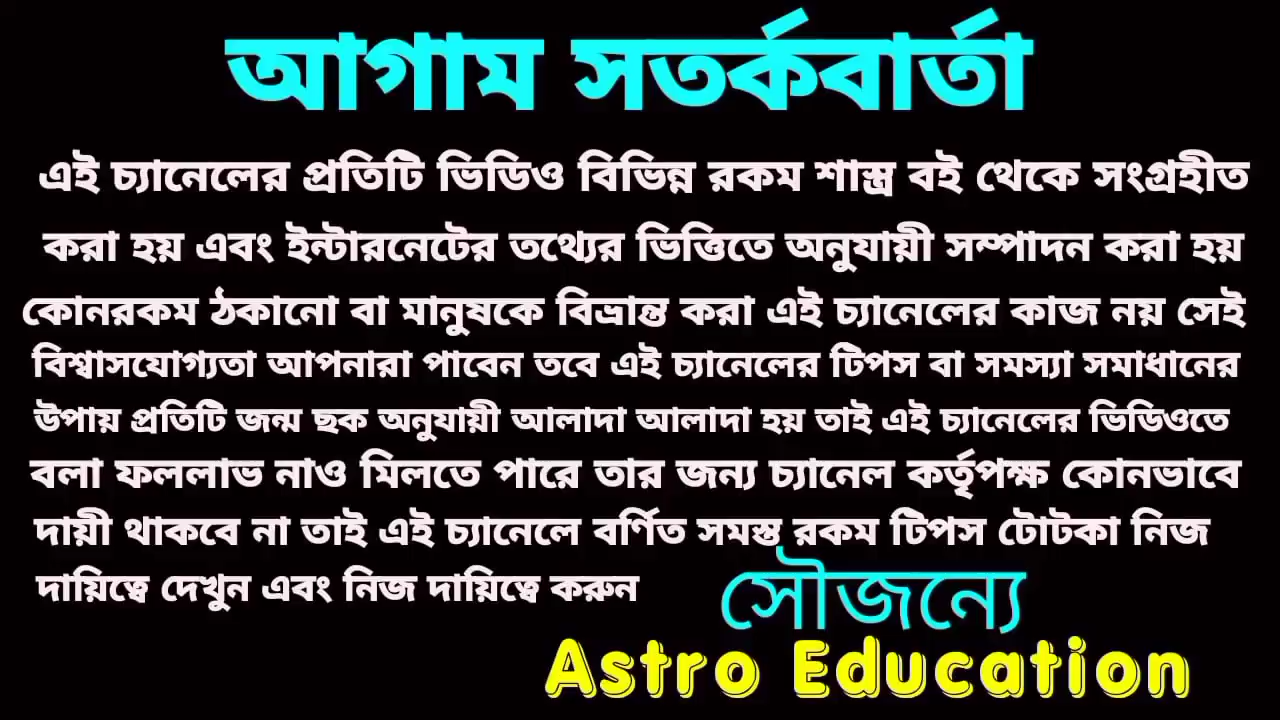 আগাম সতর্কবার্তা
এই চ্যানেলের প্রতিটি ভিডিও বিভিন্ন রকম শাস্ত্র বই থেকে সংগ্রহীত
করা হয় এবং ইন্টারনেটের তথ্যের ভিত্তিতে অনুযায়ী সম্পাদন করা হয়
কোনরকম ঠকানো বা মানুষকে বিভ্রান্ত করা এই চ্যানেলের কাজ নয় সেই
বিশ্বাসযোগ্যতা আপনারা পাবেন তবে এই চ্যানেলের টিপস বা সমস্যা সমাধানের
উপায় প্রতিটি জন্ম ছক অনুযায়ী আলাদা আলাদা হয় তাই এই চ্যানেলের ভিডিওতে
বলা ফললাভ নাও মিলতে পারে তার জন্য চ্যানেল কর্তৃপক্ষ কোনভাবে
দায়ী থাকবে না তাই এই চ্যানেলে বর্ণিত সমস্ত রকম টিপস টোটকা নিজ
দায়িত্বে দেখুন এবং নিজ দায়িত্বে করুন
সৌজন্যে
Astro Education